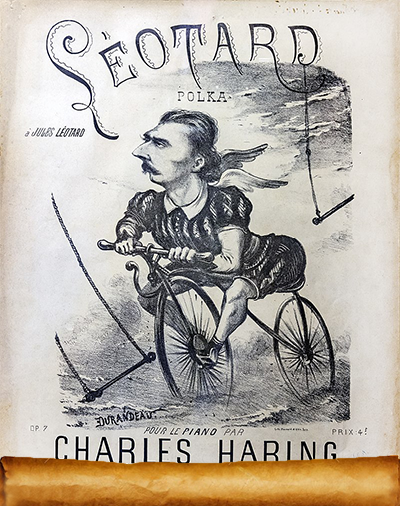 LÉOTARD
POLKA
à JULES LÉOTARD
DURANDEAU
OP. 7
POUR LE PIANO PAR
PRIX 4f
CHARLES HARING